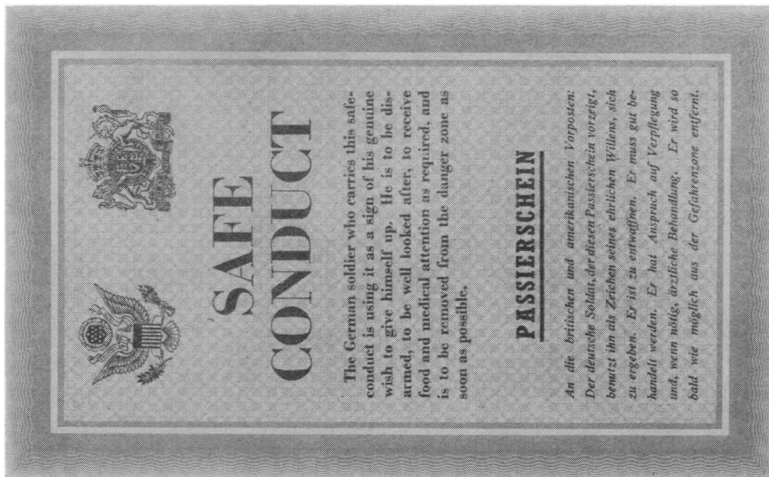 SAFE
CONDUCT
The German soldier who carries this safe-
conduct is using it as a sign of his genuine
wish to give himself up. He is to be dis-
armed, to be well looked after, to receive
food and medical attention as required, and
is to be removed from the danger zone as
soon as possible.
PASSIERSCHEIN
An die britischen und amerikanischen Vorposten:
Der deutsche Soldat, der diesen Passierschein vorzeigt,
benutzt ihn als Zeichen seines ehrlichen Willens, sich
zu ergeben. Er ist zu entwaffnen. Er muss gut be-
handelt werden. Er hat Anspruch auf Verpflegung
und, wenn nötig, ärztliche Behandlung. Er wird so
bald wie möglich aus der Gefahrenzone entfernt.